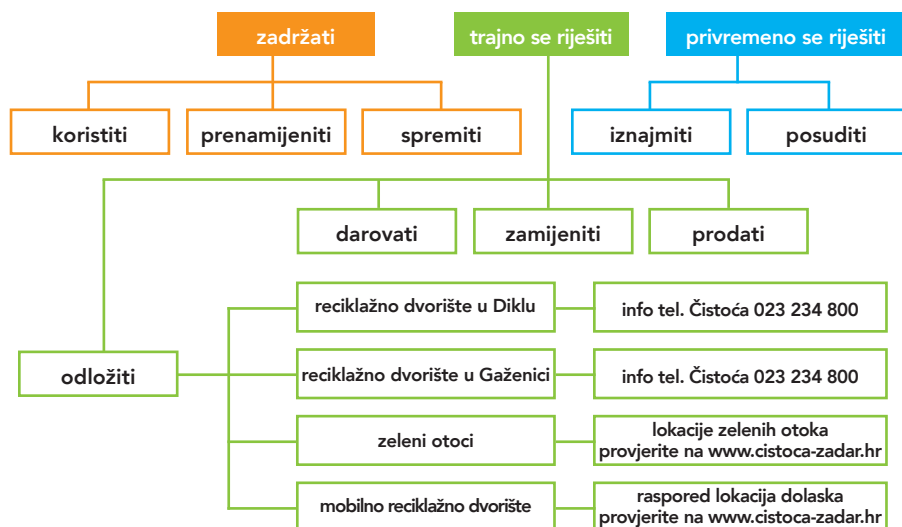 zadržati
trajno se riješiti
privremeno se riješiti
koristiti
prenamijeniti
spremiti
iznajmiti
posuditi
darovati
zamijeniti
prodati
odložiti
reciklažno dvorište u Diklu
info tel. Čistoća 023 234 800
reciklažno dvorište u Gaženici
info tel. Čistoća 023 234 800
zeleni otoci
lokacije zelenih otoka
provjerite na www.cistoca-zadar.hr
mobilno reciklažno dvorište
raspored lokacija dolaska
provjerite na www.cistoca-zadar.hr